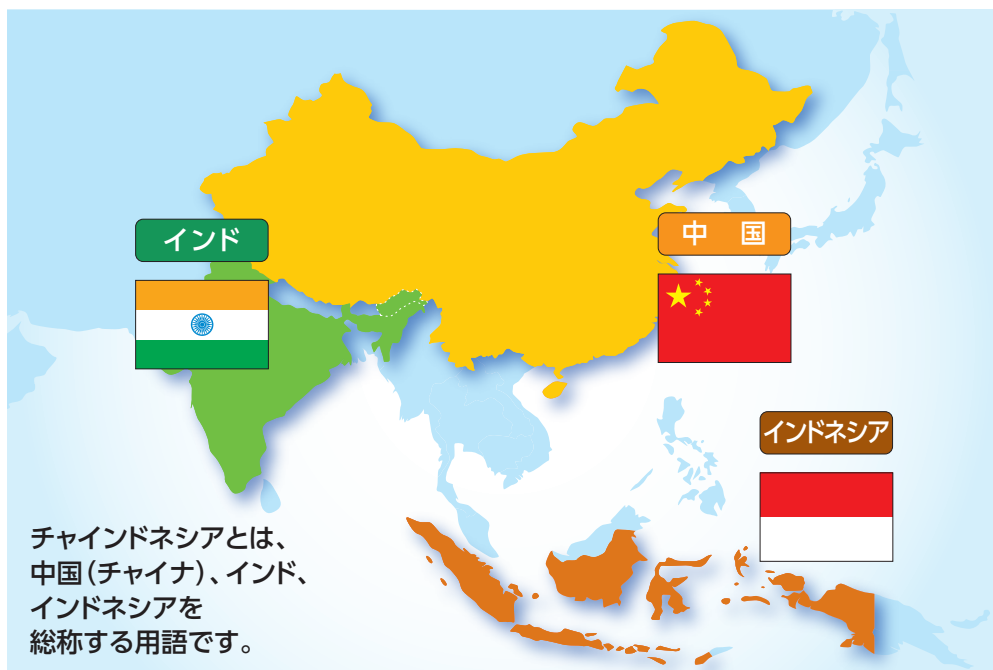 インド
中 国
インドネシア
チャインドネシアとは、
中国(チャイナ)、インド、
インドネシアを
総称する用語です。